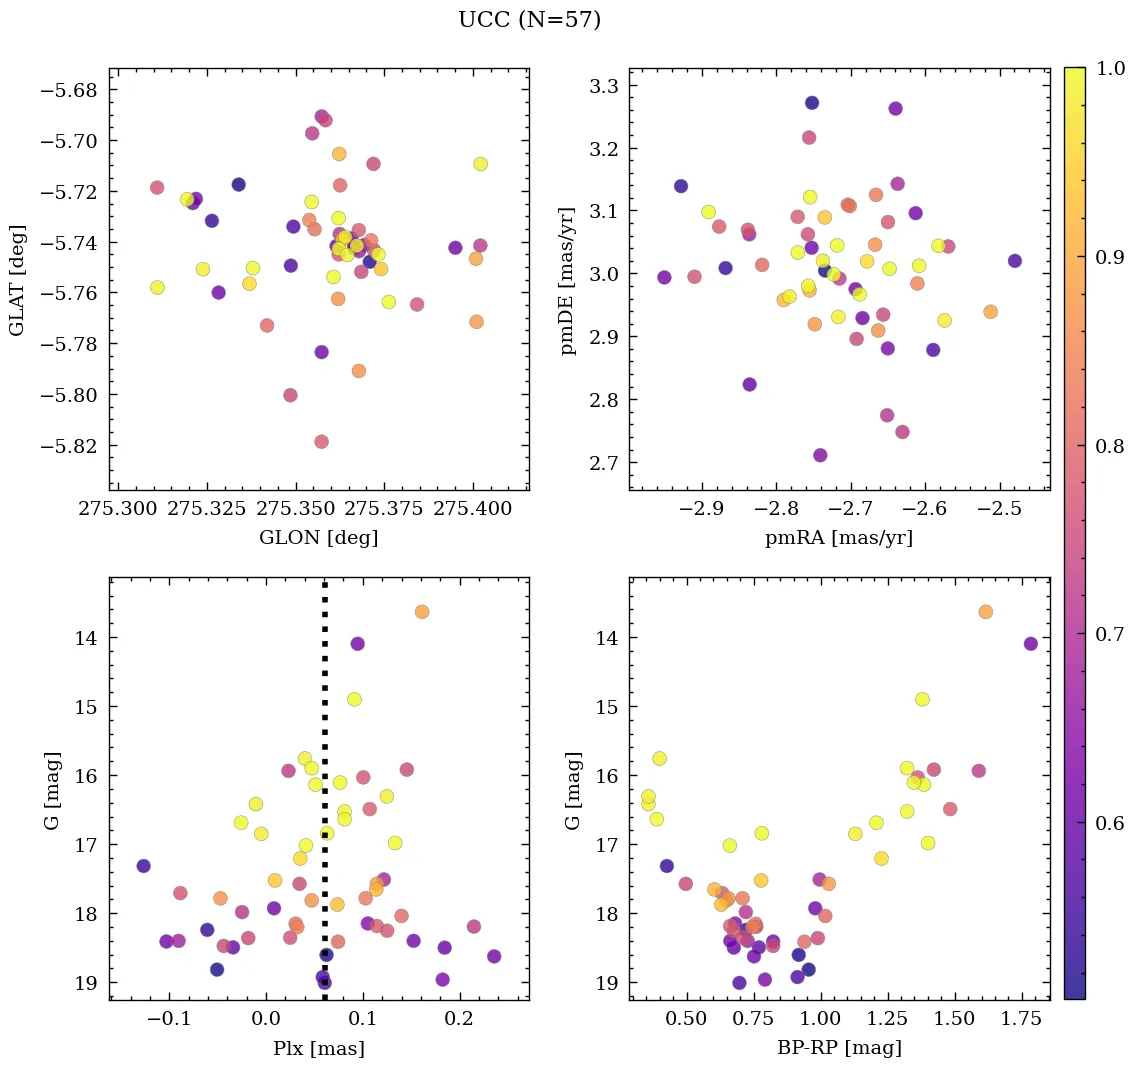 UCC (N=57)
−5.68
−5.70
−5.72
−5.74
−5.76
−5.78
−5.80
−5.82
GLAT [deg]
275.300 275.325 275.350 275.375 275.400
GLON [deg]
3.3
3.2
3.1
3.0
2.9
2.8
2.7
pmDE [mas/yr]
−2.9 −2.8 −2.7 −2.6 −2.5
pmRA [mas/yr]
1.0
0.9
0.8
0.7
0.6
14
15
16
17
18
19
G [mag]
−0.1 0.0 0.1 0.2
Plx [mas]
14
15
16
17
18
19
G [mag]
0.50 0.75 1.00 1.25 1.50 1.75
BP-RP [mag]